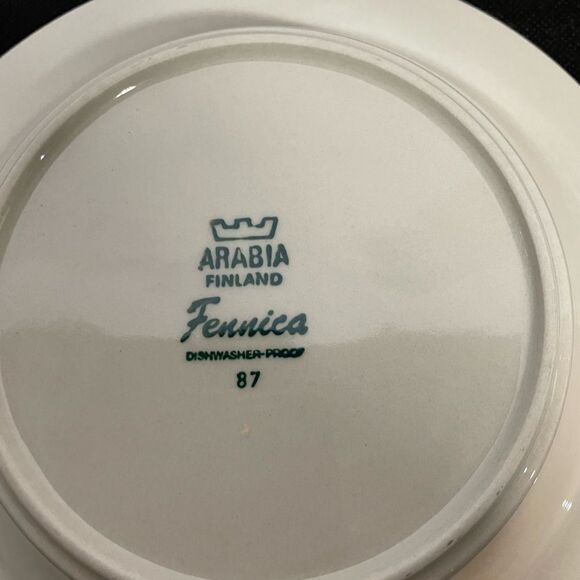 ARABIA
FINLAND
Fennica
DISHWASHER-PROOF
87